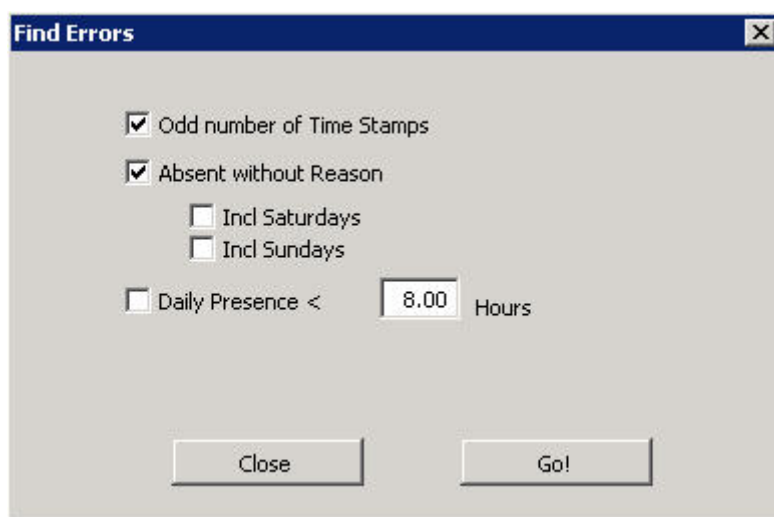 Find Errors
Odd number of Time Stamps
Absent without Reason
Incl Saturdays
Incl Sundays
Daily Presence < 8.00 Hours
Close Go!